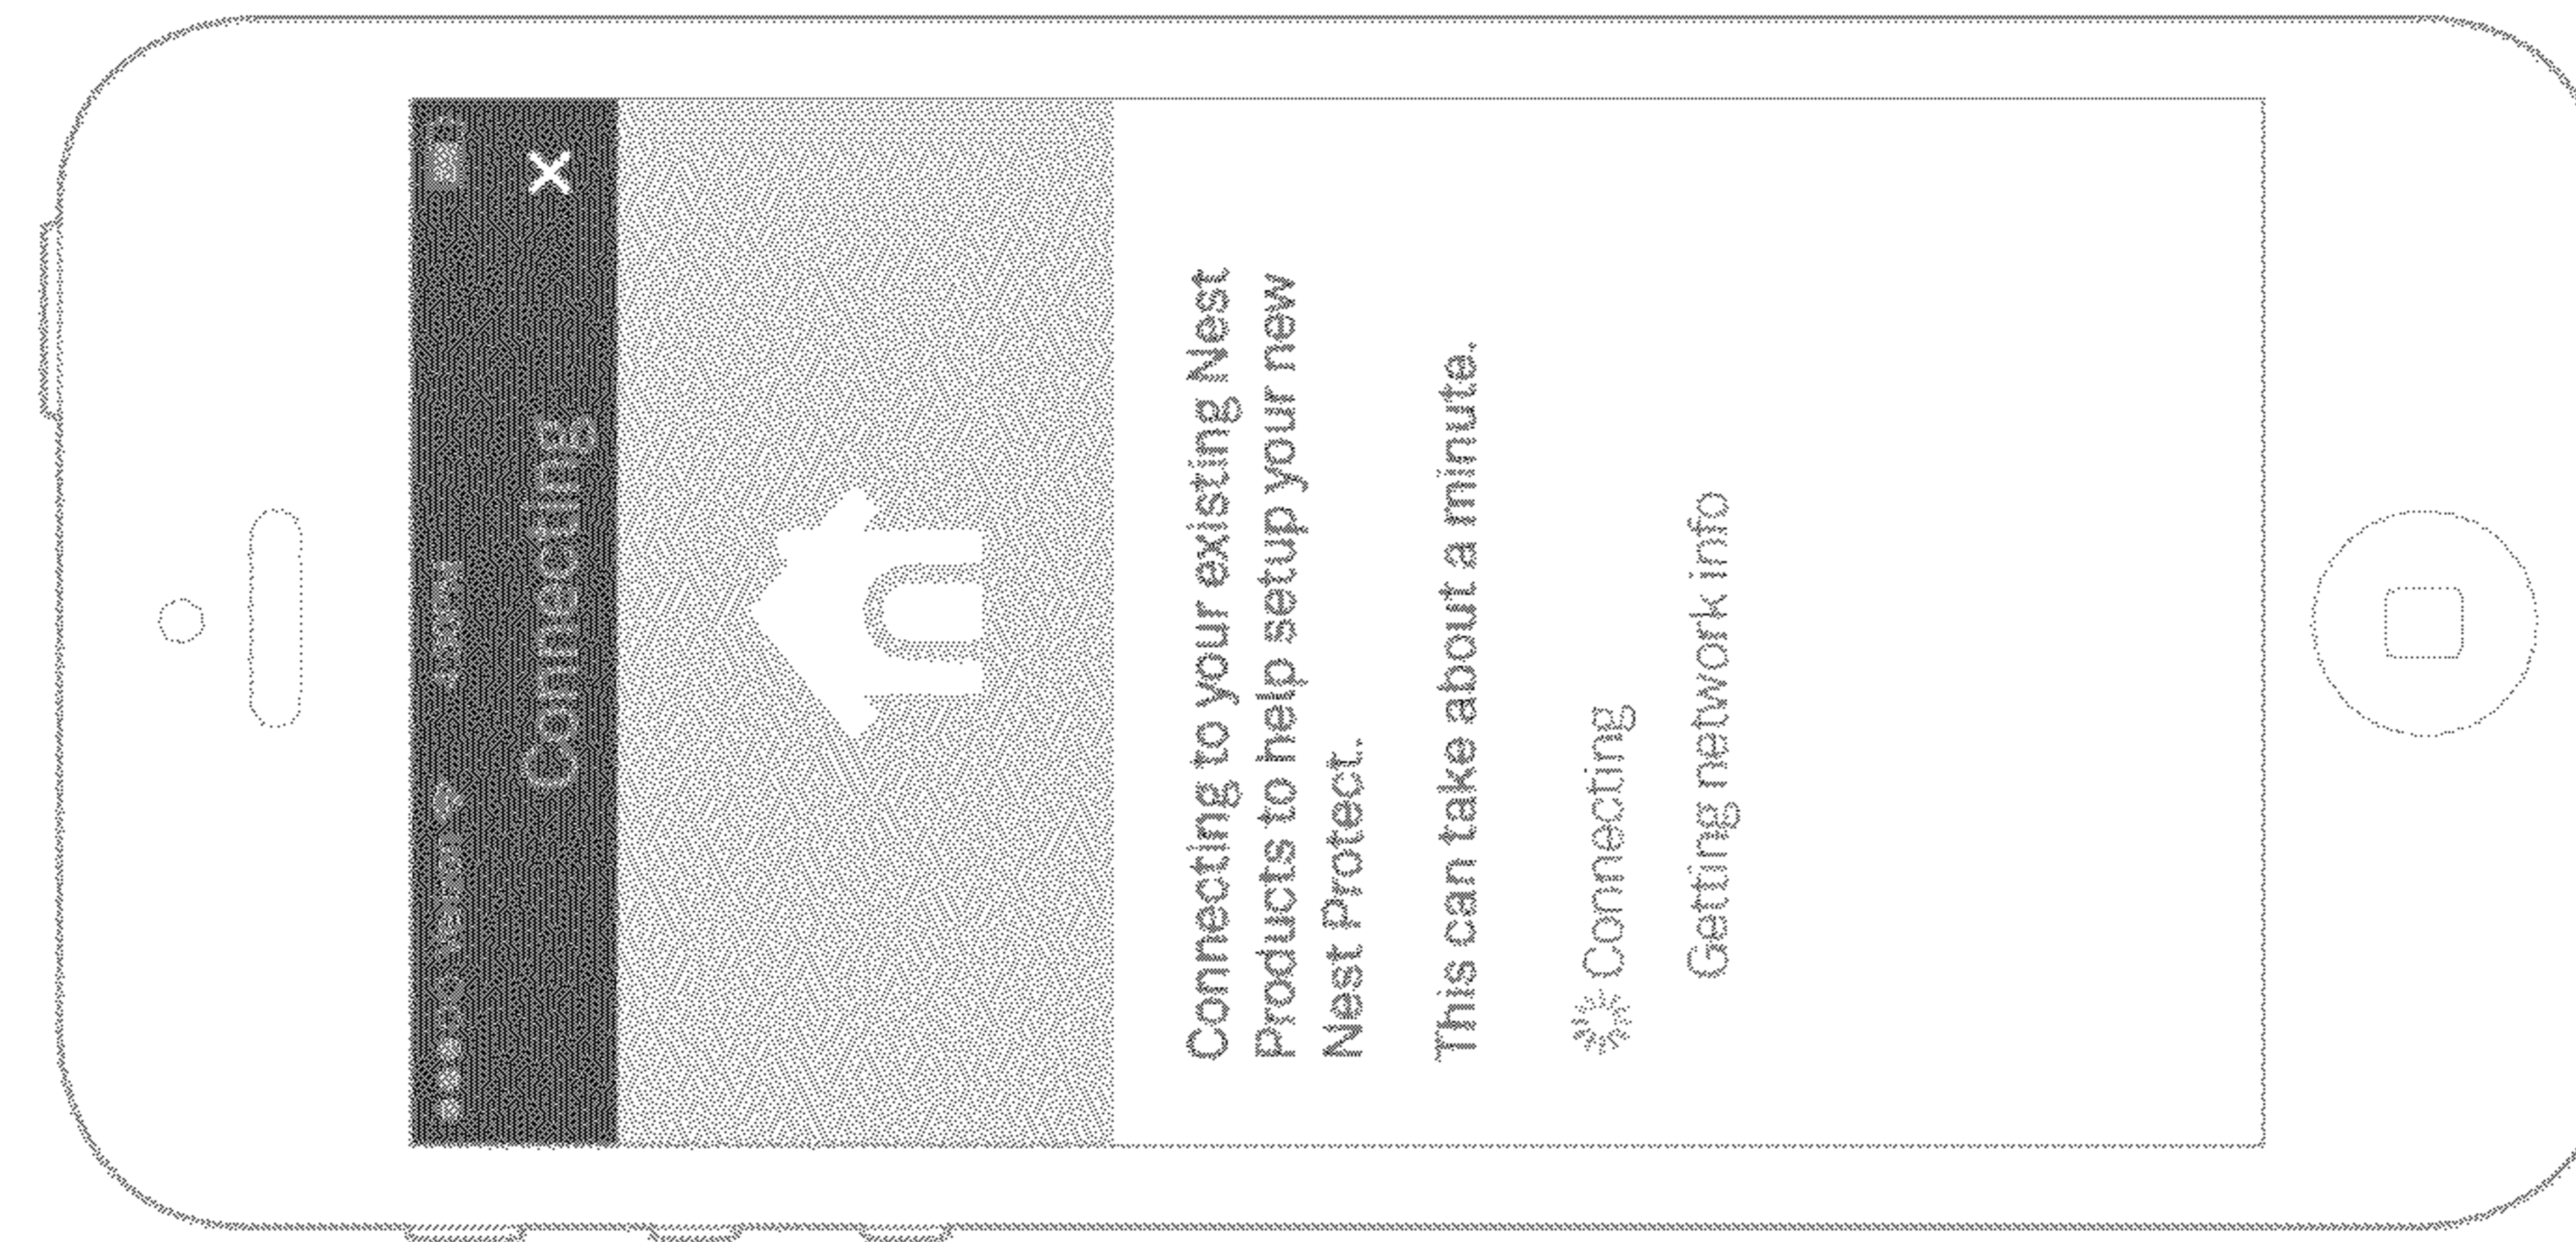 Connecting
Connecting to your existing Nest
Products to help setup your new
Nest Protect.
This can take about a minute.
Connecting
Getting network info